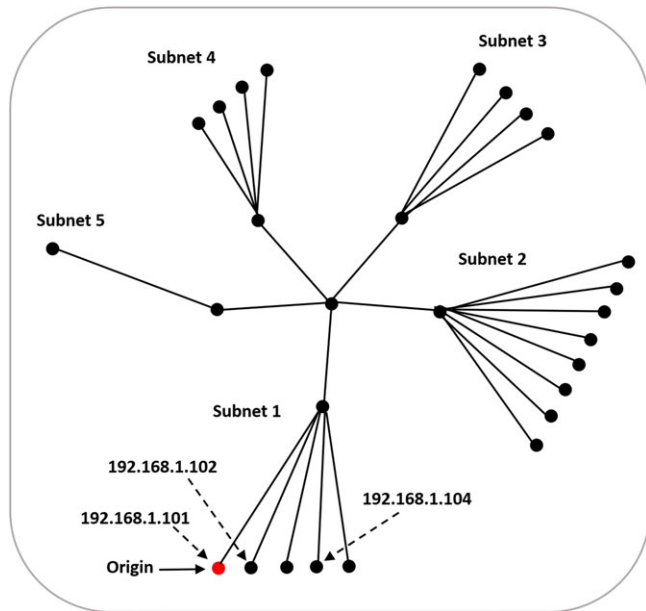 Subnet 3
Subnet 4
Subnet 5
Subnet 2
Subnet 1
192.168.1.102
192.168.1.104
192.168.1.101
Origin